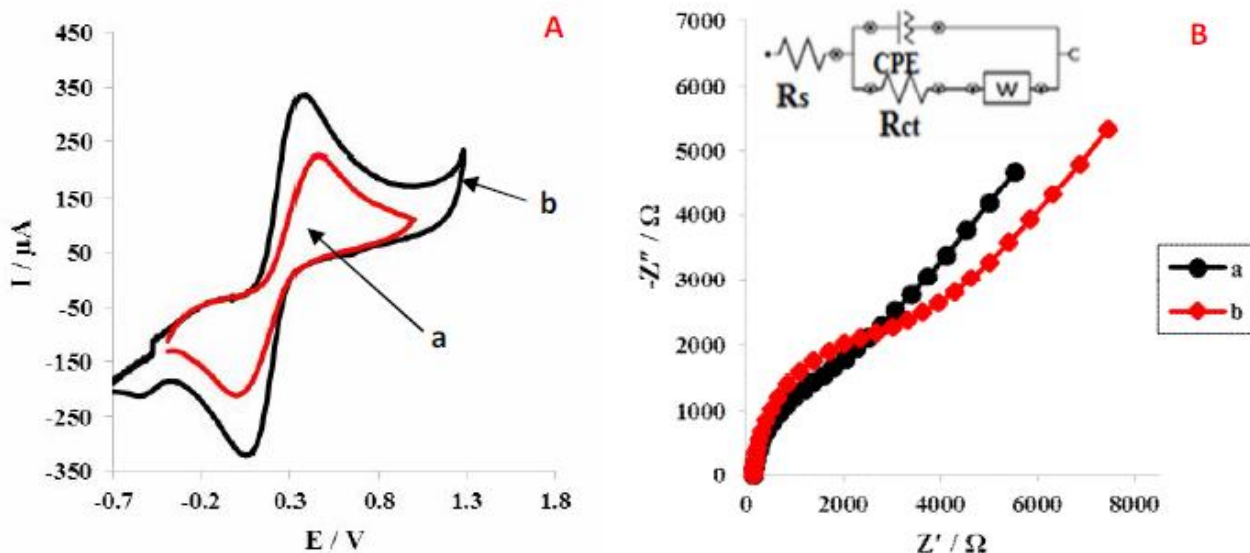 A
450
350
250
150
50
-50
-150
-250
-350
I / µA
-0.7
-0.2
0.3
0.8
1.3
1.8
E / V
b
a
B
7000
6000
5000
4000
3000
2000
1000
0
-Z″ / Ω
0
2000
4000
6000
8000
Z′ / Ω
CPE
Rs
Rct
W
a
b